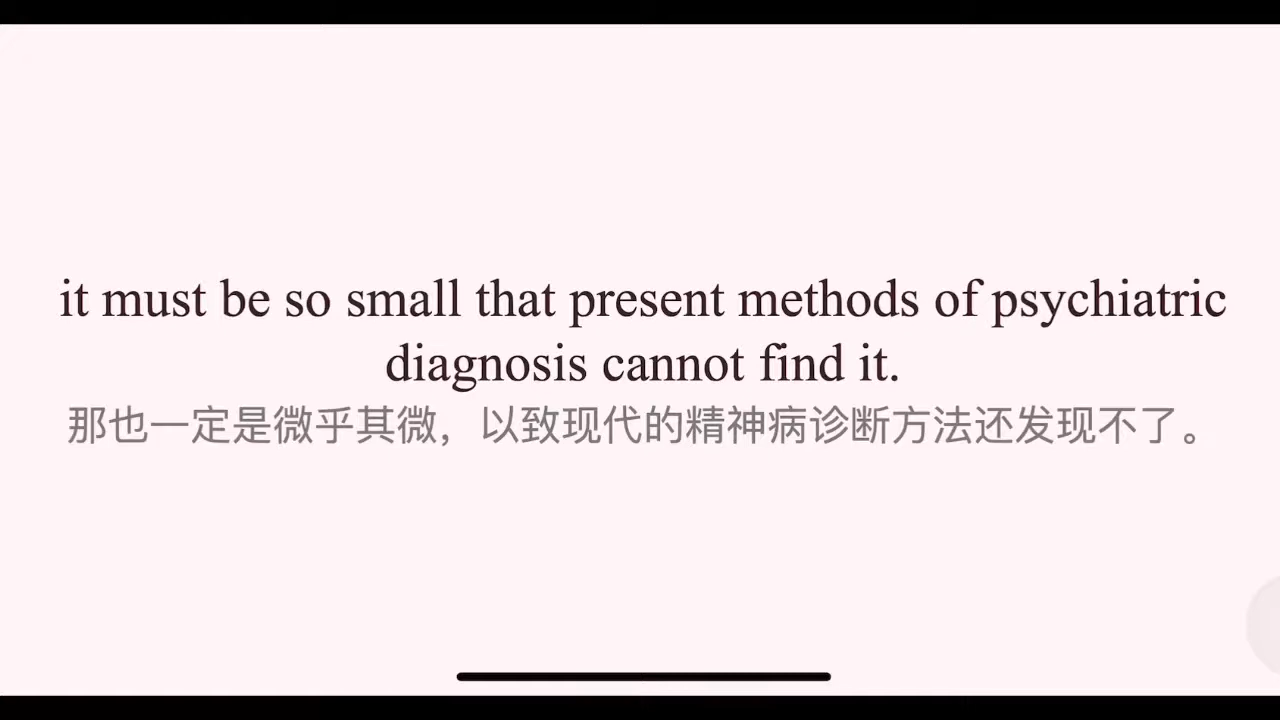 it must be so small that present methods of psychiatric
diagnosis cannot find it.
那也一定是微乎其微，以致现代的精神病诊断方法还发现不了。